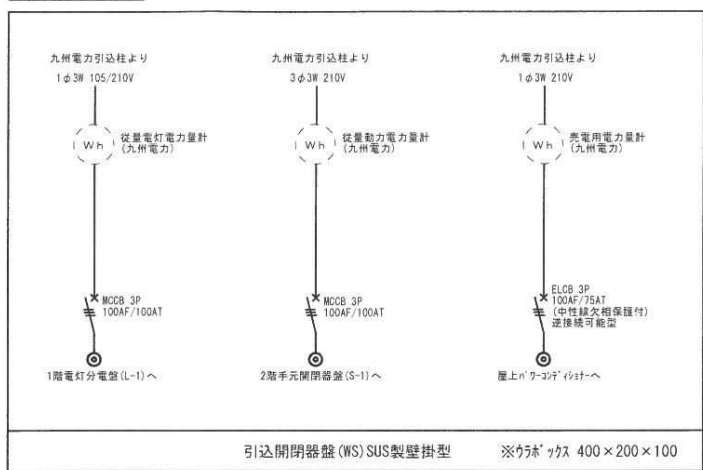 九州電力引込柱より
1φ3W 105/210V
Wh
従量電灯電力量計
(九州電力)
MCCB 3P
100AF/100AT
1階電灯分電盤(L-1)へ
九州電力引込柱より
3φ3W 210V
Wh
従量動力電力量計
(九州電力)
MCCB 3P
100AF/100AT
2階手元開閉器盤(S-1)へ
九州電力引込柱より
1φ3W 210V
Wh
売電用電力量計
(九州電力)
ELCB 3P
100AF/75AT
(中性線欠相保護付)
逆接続可能型
屋上パワーコンディショナーへ
引込開閉器盤(WS)SUS製壁掛型 ※ウラボックス 400×200×100